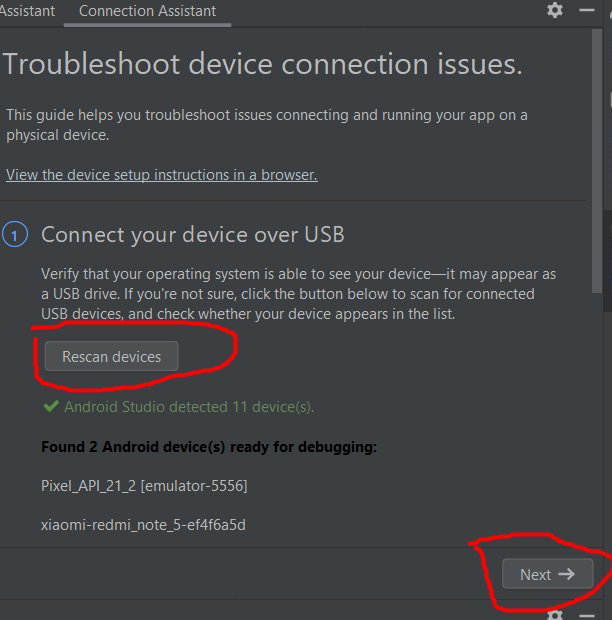 Assistant Connection Assistant
Troubleshoot device connection issues.
This guide helps you troubleshoot issues connecting and running your app on a
physical device.
View the device setup instructions in a browser.
1 Connect your device over USB
Verify that your operating system is able to see your device—it may appear as
a USB drive. If you're not sure, click the button below to scan for connected
USB devices, and check whether your device appears in the list.
Rescan devices
Android Studio detected 11 device(s).
Found 2 Android device(s) ready for debugging:
Pixel_API_21_2 [emulator-5556]
xiaomi-redmi_note_5-ef4f6a5d
Next